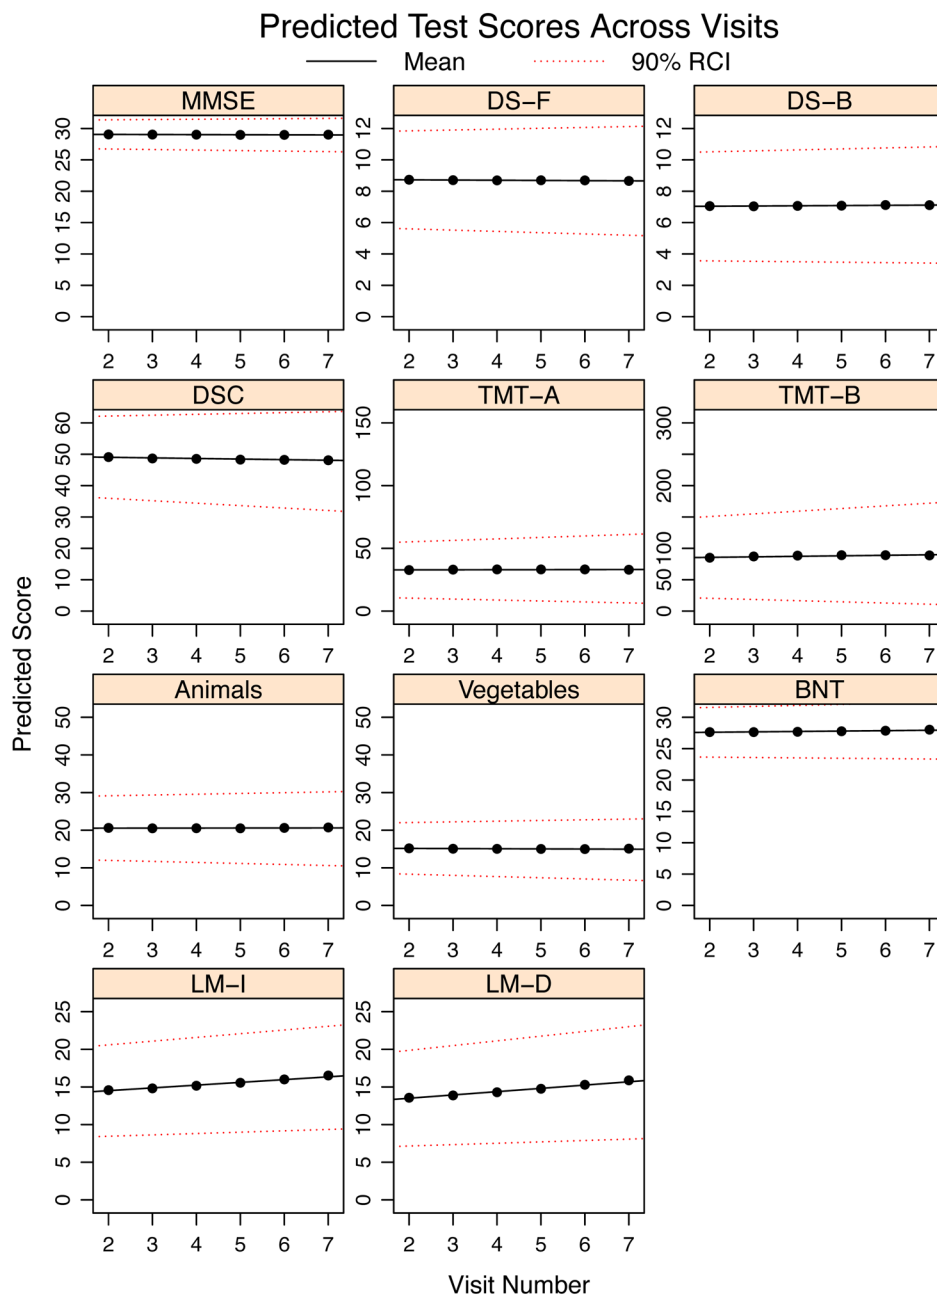 Predicted Test Scores Across Visits
Mean 90% RCI
MMSE DS−F DS−B
30 25 20 15 10 5 0
12 10 8 6 4 2 0
12 10 8 6 4 2 0
2 3 4 5 6 7 2 3 4 5 6 7 2 3 4 5 6 7
DSC TMT−A TMT−B
60 50 40 30 20 10 0
150 100 50 0
300 200 100 50 0
2 3 4 5 6 7 2 3 4 5 6 7 2 3 4 5 6 7
Predicted Score
Animals Vegetables BNT
50 40 30 20 10 0
50 40 30 20 10 0
30 25 20 15 10 5 0
2 3 4 5 6 7 2 3 4 5 6 7 2 3 4 5 6 7
LM−I LM−D
25 20 15 10 5 0
25 20 15 10 5 0
2 3 4 5 6 7 2 3 4 5 6 7
Visit Number